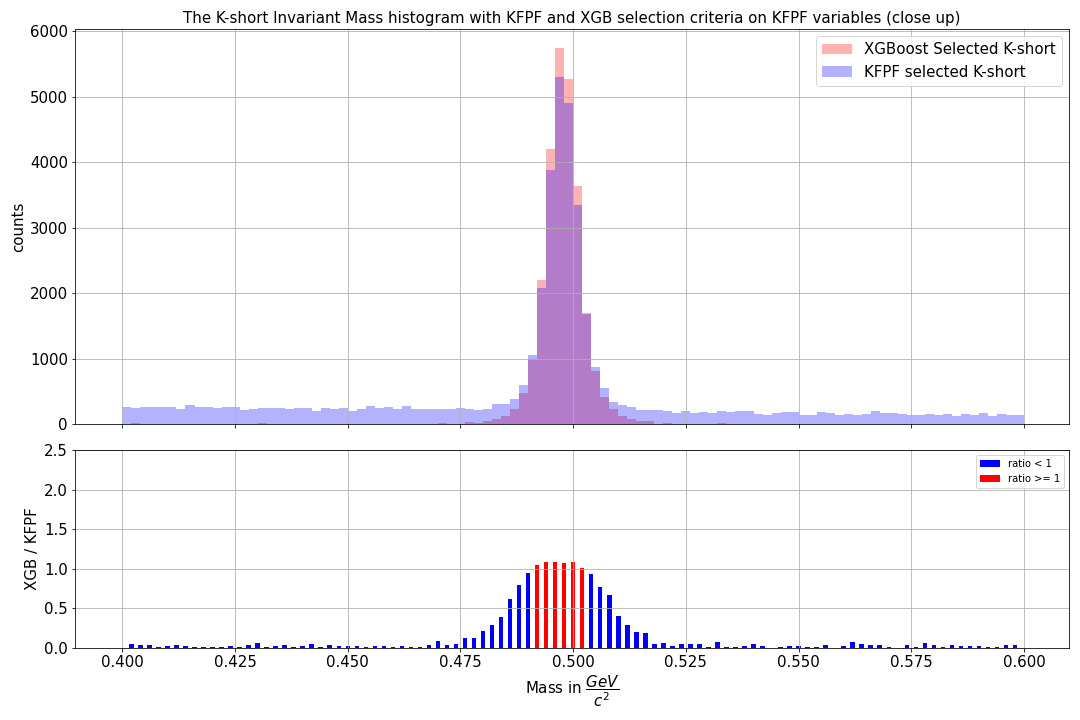 The K-short Invariant Mass histogram with KFPF and XGB selection criteria on KFPF variables (close up)
6000
5000
4000
3000
2000
1000
0
counts
XGBoost Selected K-short
KFPF selected K-short
2.5
2.0
1.5
1.0
0.5
0.0
XGB / KFPF
ratio < 1
ratio >= 1
0.400 0.425 0.450 0.475 0.500 0.525 0.550 0.575 0.600
Mass in GeV
c²